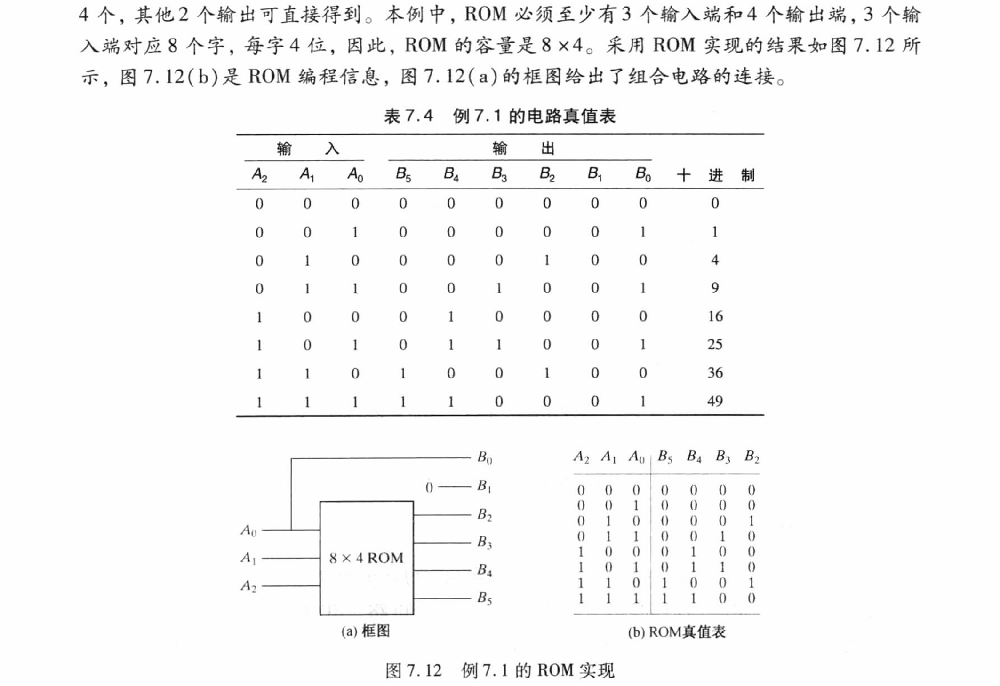 4 个, 其他 2 个输出可直接得到。本例中, ROM 必须至少有 3 个输入端和 4 个输出端, 3 个输
入端对应 8 个字, 每字 4 位, 因此, ROM 的容量是 8 ×4。采用 ROM 实现的结果如图 7.12 所
示, 图 7.12(b)是 ROM 编程信息, 图 7.12(a)的框图给出了组合电路的连接。
表 7.4 例 7.1 的电路真值表
输 入 输 出
A₂ A₁ A₀ B₅ B₄ B₃ B₂ B₁ B₀ 十 进 制
0 0 0 0 0 0 0 0 0 0
0 0 1 0 0 0 0 0 1 1
0 1 0 0 0 0 1 0 0 4
0 1 1 0 0 1 0 0 1 9
1 0 0 0 1 0 0 0 0 16
1 0 1 0 1 1 0 0 1 25
1 1 0 1 0 0 1 0 0 36
1 1 1 1 1 0 0 0 1 49
B₀
0 B₁
B₂
A₀
B₃
A₁ 8 × 4 ROM
B₄
A₂
B₅
(a) 框图
A₂ A₁ A₀ B₅ B₄ B₃ B₂
0 0 0 0 0 0 0
0 0 1 0 0 0 0
0 1 0 0 0 0 1
0 1 1 0 0 1 0
1 0 0 0 1 0 0
1 0 1 0 1 1 0
1 1 0 1 0 0 1
1 1 1 1 1 0 0
(b) ROM真值表
图 7.12 例 7.1 的 ROM 实现